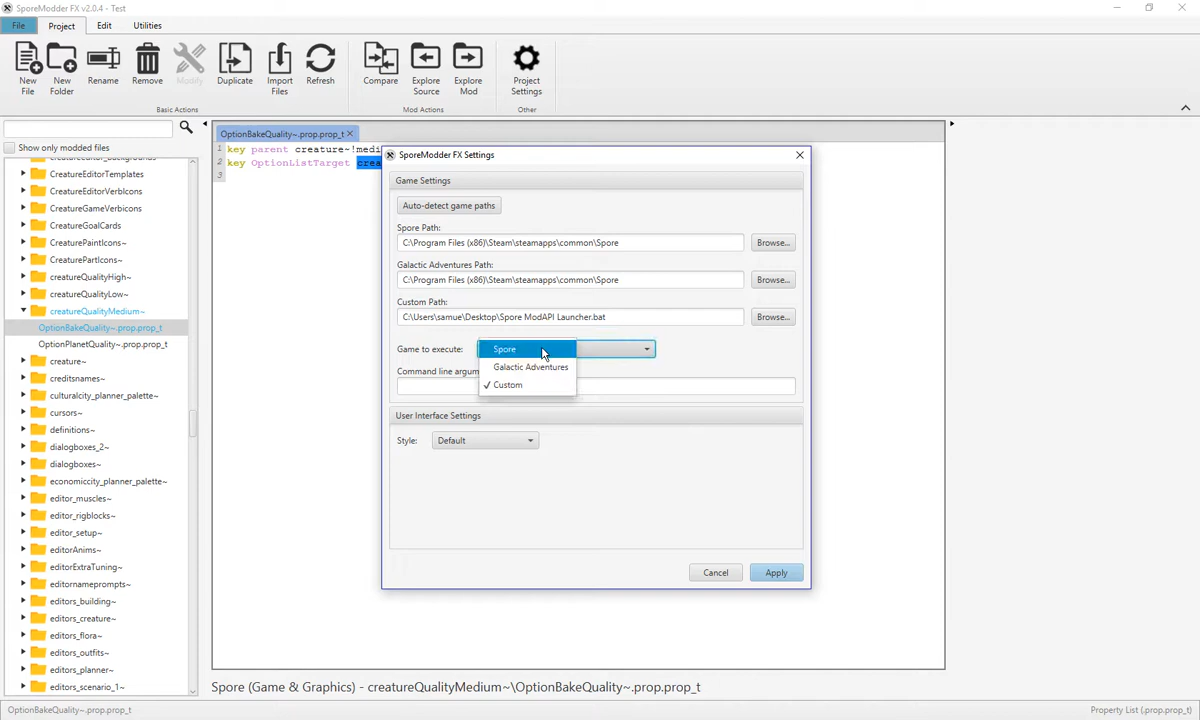 SporeModder FX v2.0.4 - Test
File Project Edit Utilities
New File
New Folder
Rename
Remove
Modify
Duplicate
Import Files
Refresh
Compare
Explore Source
Explore Mod
Project Settings
Basic Actions
Mod Actions
Other
Show only modded files
CreatureEditorTemplates
CreatureEditorVerbIcons
CreatureGameVerbicons
CreatureGoalCards
CreaturePaintIcons~
CreaturePartIcons~
creatureQualityHigh~
creatureQualityLow~
creatureQualityMedium~
OptionBakeQuality~.prop.prop_t
OptionPlanetQuality~.prop.prop_t
creature~
creditsnames~
culturalcity_planner_palette~
cursors~
definitions~
dialogboxes_2~
dialogboxes~
economiccity_planner_palette~
editor_muscles~
editor_rigblocks~
editor_setup~
editorAnims~
editorExtraTuning~
editornameprompts~
editors_building~
editors_creature~
editors_flora~
editors_outfits~
editors_planner~
editors_scenario_1~
OptionBakeQuality~.prop.prop_t ×
1 key parent creature~!medi
2 key OptionListTarget crea
3
SporeModder FX Settings
Game Settings
Auto-detect game paths
Spore Path:
C:\Program Files (x86)\Steam\steamapps\common\Spore Browse...
Galactic Adventures Path:
C:\Program Files (x86)\Steam\steamapps\common\Spore Browse...
Custom Path:
C:\Users\samue\Desktop\Spore ModAPI Launcher.bat Browse...
Game to execute:
Spore
Galactic Adventures
✓ Custom
Command line argum
User Interface Settings
Style: Default
Cancel Apply
Spore (Game & Graphics) - creatureQualityMedium~\OptionBakeQuality~.prop.prop_t
OptionBakeQuality~.prop.prop_t
Property List (.prop.prop_t)